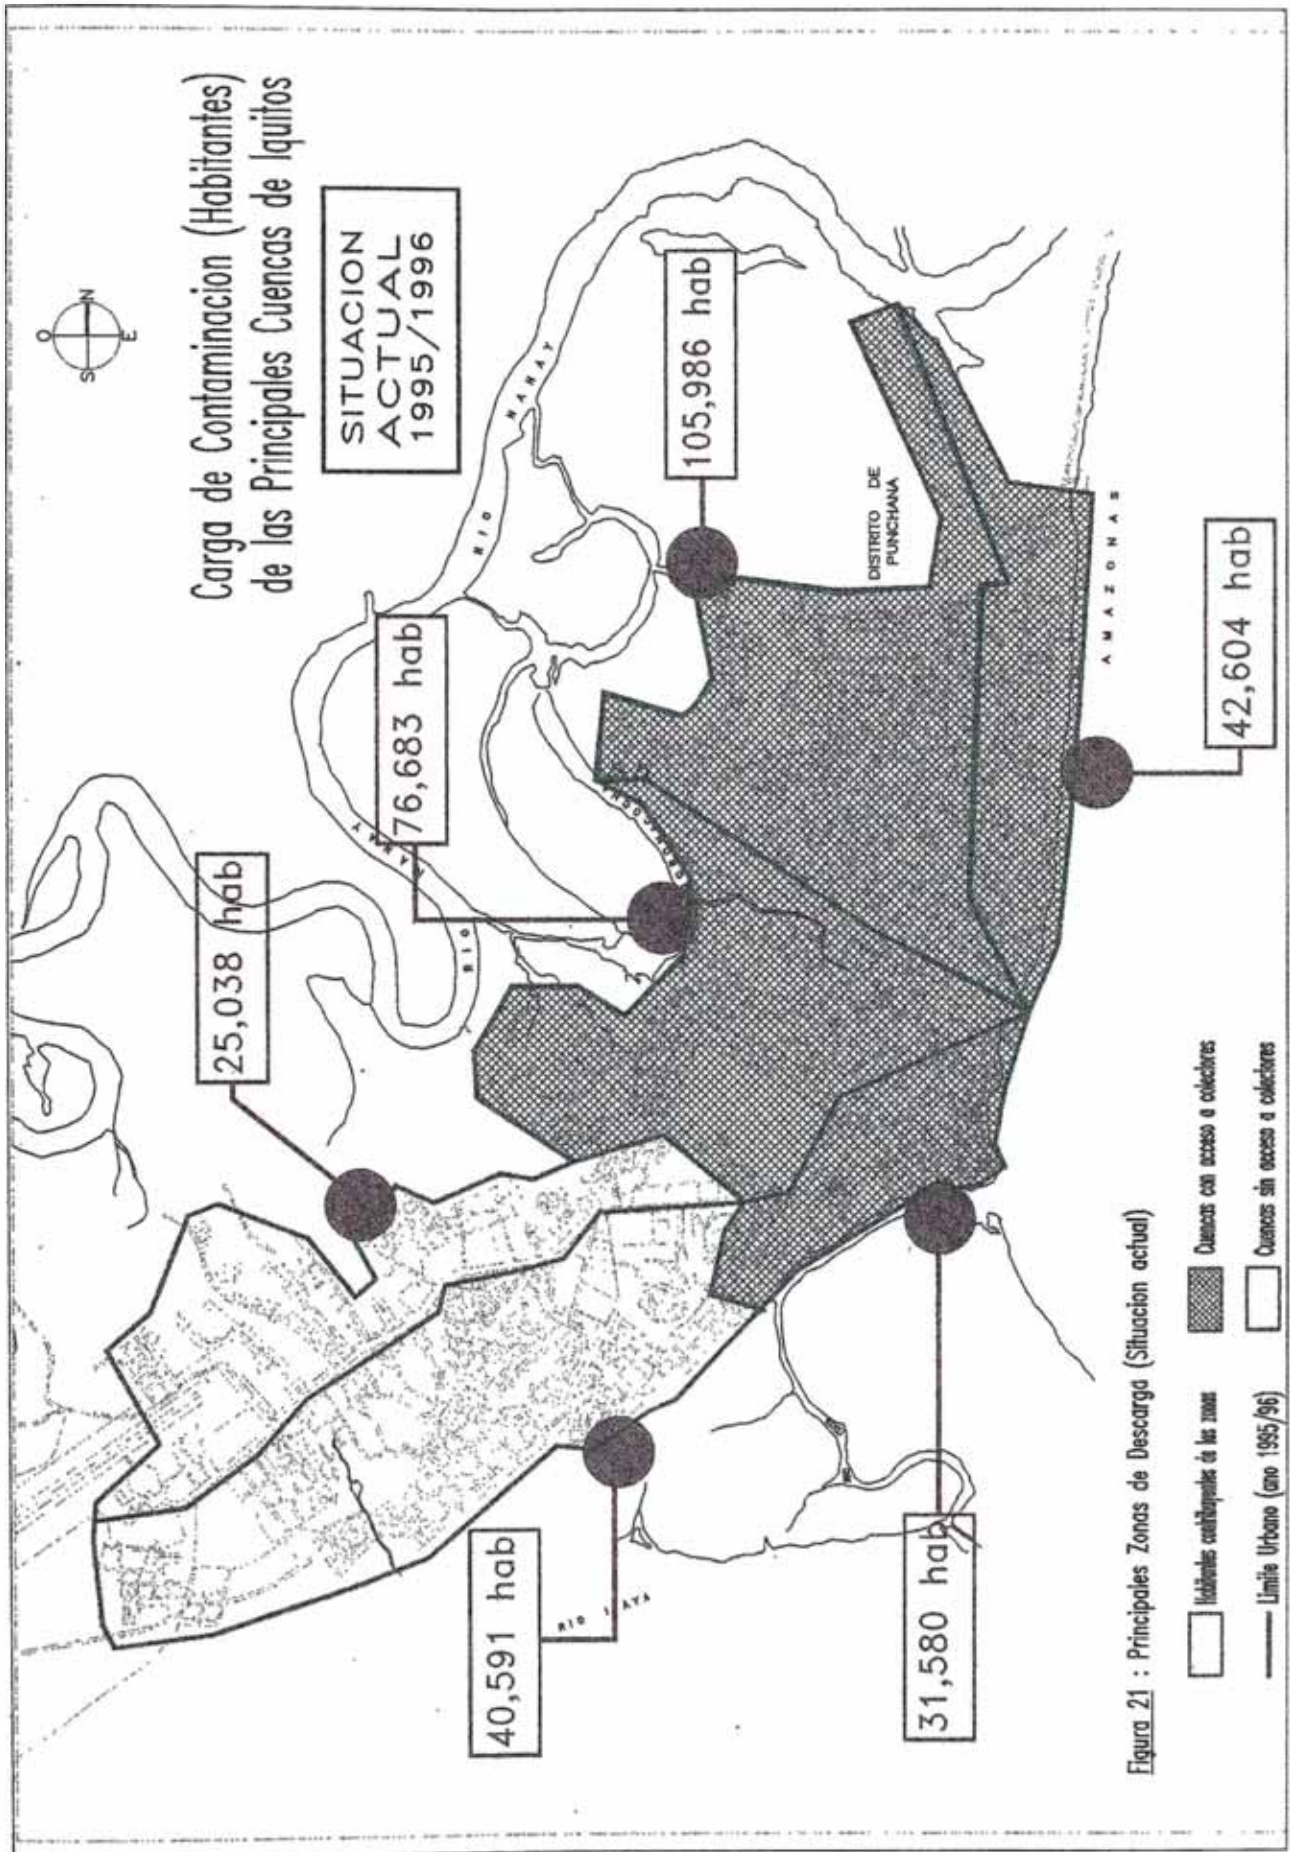 Carga de Contaminacion (Habitantes)
de las Principales Cuencas de Iquitos
O
S N
E
SITUACION
ACTUAL
1995/1996
25,038 hab
76,683 hab
105,986 hab
40,591 hab
31,580 hab
42,604 hab
RIO NANAY
RIO NANAY
DISTRITO DE
PUNCHANA
AMAZONAS
RIO
Figura 21 : Principales Zonas de Descarga (Situacion actual)
Habitantes contribuyentes de las zonas
Cuencas con acceso a colectores
Limite Urbano (ano 1995/96)
Cuencas sin acceso a colectores